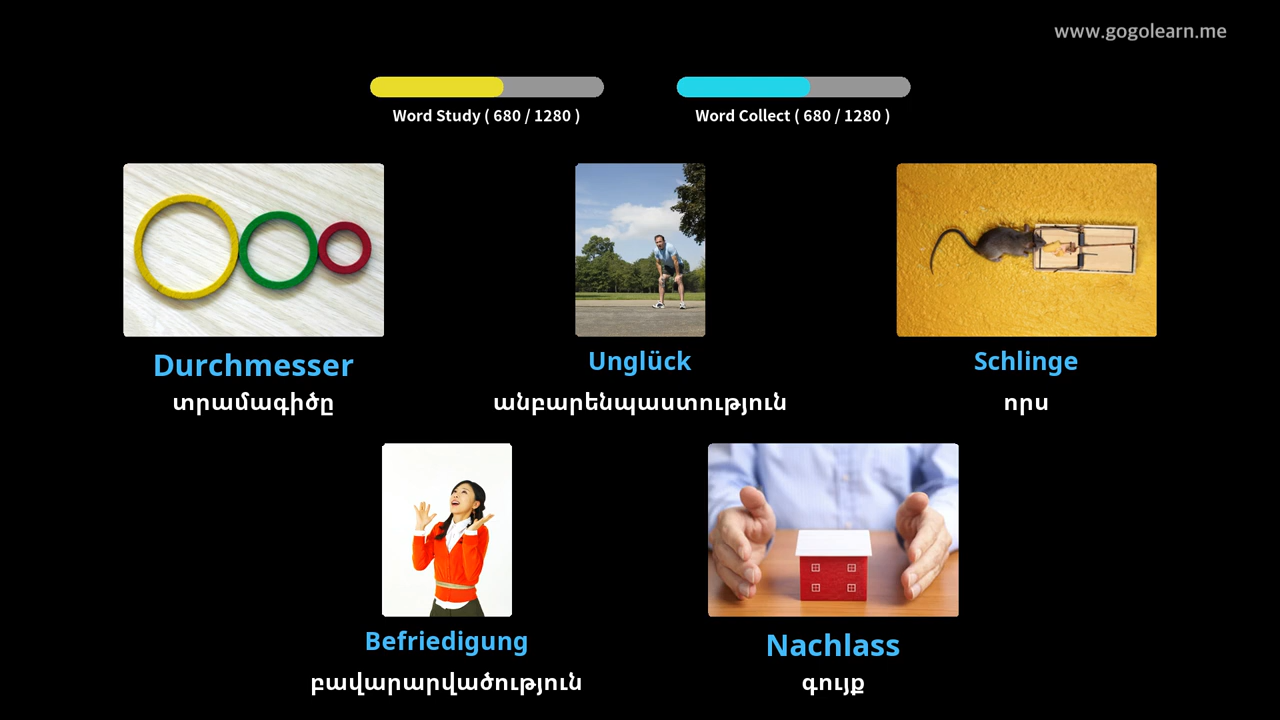 www.gogolearn.me
Word Study ( 680 / 1280 )
Word Collect ( 680 / 1280 )
Durchmesser
տրամագիծը
Unglück
անբարենպաստություն
Schlinge
որս
Befriedigung
բավարարվածություն
Nachlass
գույք